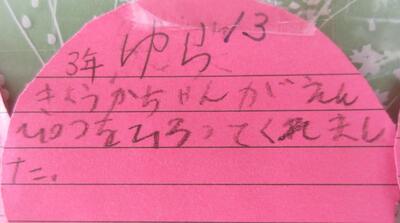 3年 ゆら 13
きょうかちゃんがえん
ぴつをひろってくれまし
た。